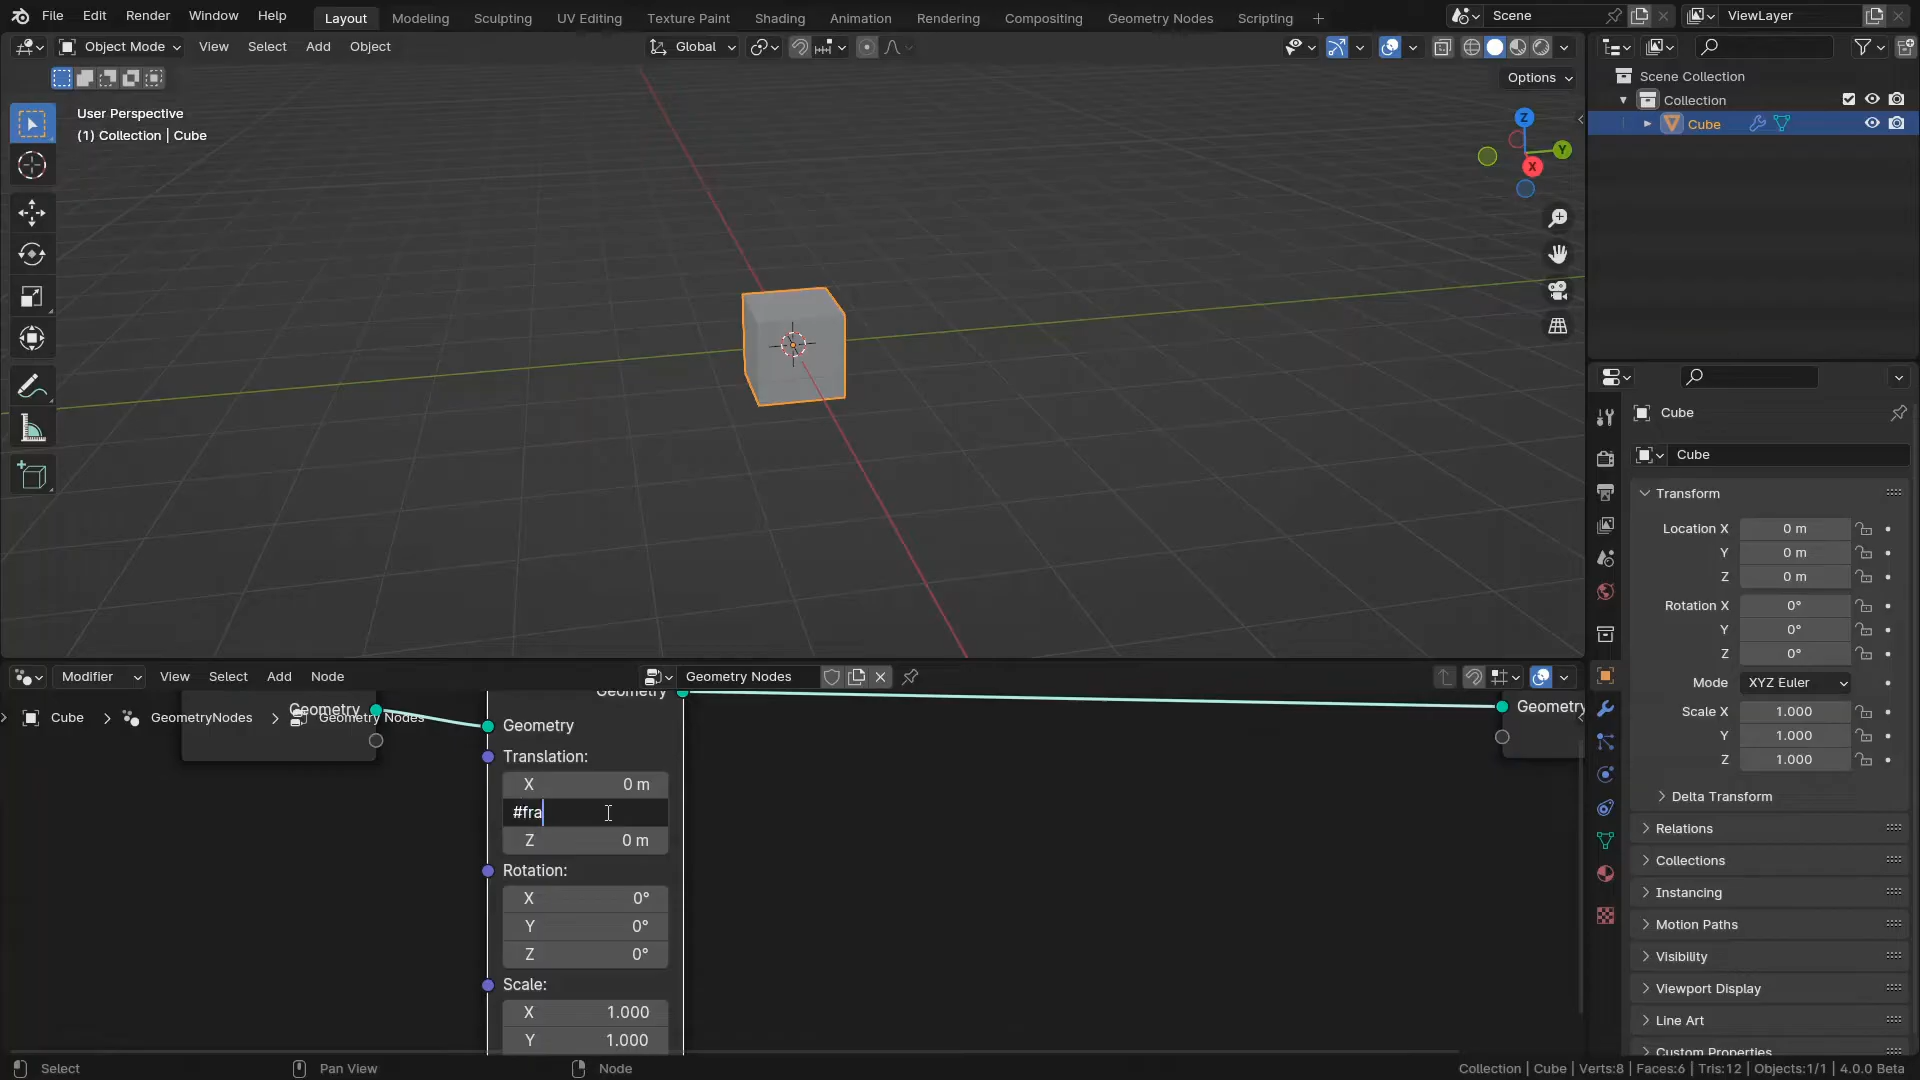 File Edit Render Window Help Layout Modeling Sculpting UV Editing Texture Paint Shading Animation Rendering Compositing Geometry Nodes Scripting + Scene ViewLayer
Object Mode View Select Add Object Global
Options
User Perspective
(1) Collection | Cube
Z
Y
X
Scene Collection
Collection
Cube
Cube
Cube
Transform
Location X 0 m
Y 0 m
Z 0 m
Rotation X 0°
Y 0°
Z 0°
Mode XYZ Euler
Scale X 1.000
Y 1.000
Z 1.000
Delta Transform
Relations
Collections
Instancing
Motion Paths
Visibility
Viewport Display
Line Art
Custom Properties
Modifier View Select Add Node Geometry Nodes
Cube > GeometryNodes > Geometry Nodes
Geometry
Geometry
Geometry
Geometry
Translation:
X 0 m
#fra
Z 0 m
Rotation:
X 0°
Y 0°
Z 0°
Scale:
X 1.000
Y 1.000
Select Pan View Node Collection | Cube | Verts:8 | Faces:6 | Tris:12 | Objects:1/1 | 4.0.0 Beta